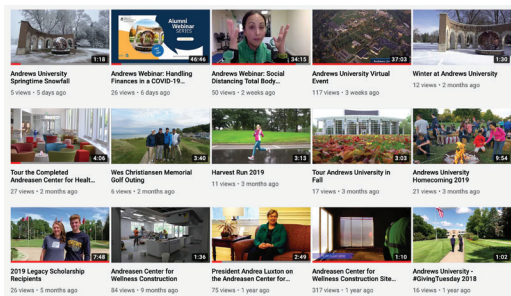 Alumni
Webinar
SERIES
1:18
46:46
34:15
37:03
1:30
Andrews University
Springtime Snowfall
5 views • 5 days ago
Andrews Webinar: Handling
Finances in a COVID-19...
26 views • 6 days ago
Andrews Webinar: Social
Distancing Total Body...
50 views • 2 weeks ago
Andrews University Virtual
Event
117 views • 3 weeks ago
Winter at Andrews University
12 views • 2 months ago
4:06
3:40
3:13
3:03
9:54
Tour the Completed
Andreasen Center for Healt...
27 views • 2 months ago
Wes Christiansen Memorial
Golf Outing
6 views • 2 months ago
Harvest Run 2019
11 views • 3 months ago
Tour Andrews University in
Fall
17 views • 3 months ago
Andrews University
Homecoming 2019
21 views • 3 months ago
7:48
1:36
2:49
1:10
1:02
2019 Legacy Scholarship
Recipients
26 views • 5 months ago
Andreasen Center for
Wellness Construction
84 views • 9 months ago
President Andrea Luxton on
the Andreasen Center for...
75 views • 1 year ago
Andreasen Center for
Wellness Construction Site...
317 views • 1 year ago
Andrews University -
#GivingTuesday 2018
16 views • 1 year ago